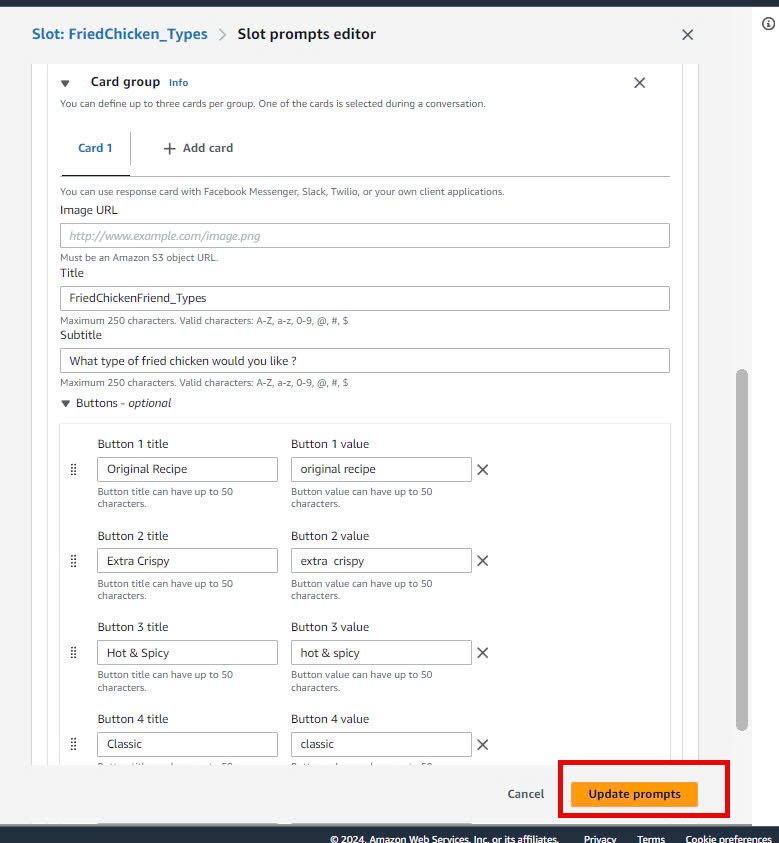 Slot: FriedChicken_Types > Slot prompts editor
Card group Info
You can define up to three cards per group. One of the cards is selected during a conversation.
Card 1 + Add card
You can use response card with Facebook Messenger, Slack, Twilio, or your own client applications.
Image URL
http://www.example.com/image.png
Must be an Amazon S3 object URL.
Title
FriedChickenFriend_Types
Maximum 250 characters. Valid characters: A-Z, a-z, 0-9, @, #, $
Subtitle
What type of fried chicken would you like ?
Maximum 250 characters. Valid characters: A-Z, a-z, 0-9, @, #, $
Buttons - optional
Button 1 title Button 1 value
Original Recipe original recipe
Button title can have up to 50 Button value can have up to 50
characters. characters.
Button 2 title Button 2 value
Extra Crispy extra  crispy
Button title can have up to 50 Button value can have up to 50
characters. characters.
Button 3 title Button 3 value
Hot & Spicy hot & spicy
Button title can have up to 50 Button value can have up to 50
characters. characters.
Button 4 title Button 4 value
Classic classic
Cancel Update prompts
© 2024, Amazon Web Services, Inc. or its affiliates. Privacy Terms Cookie preferences